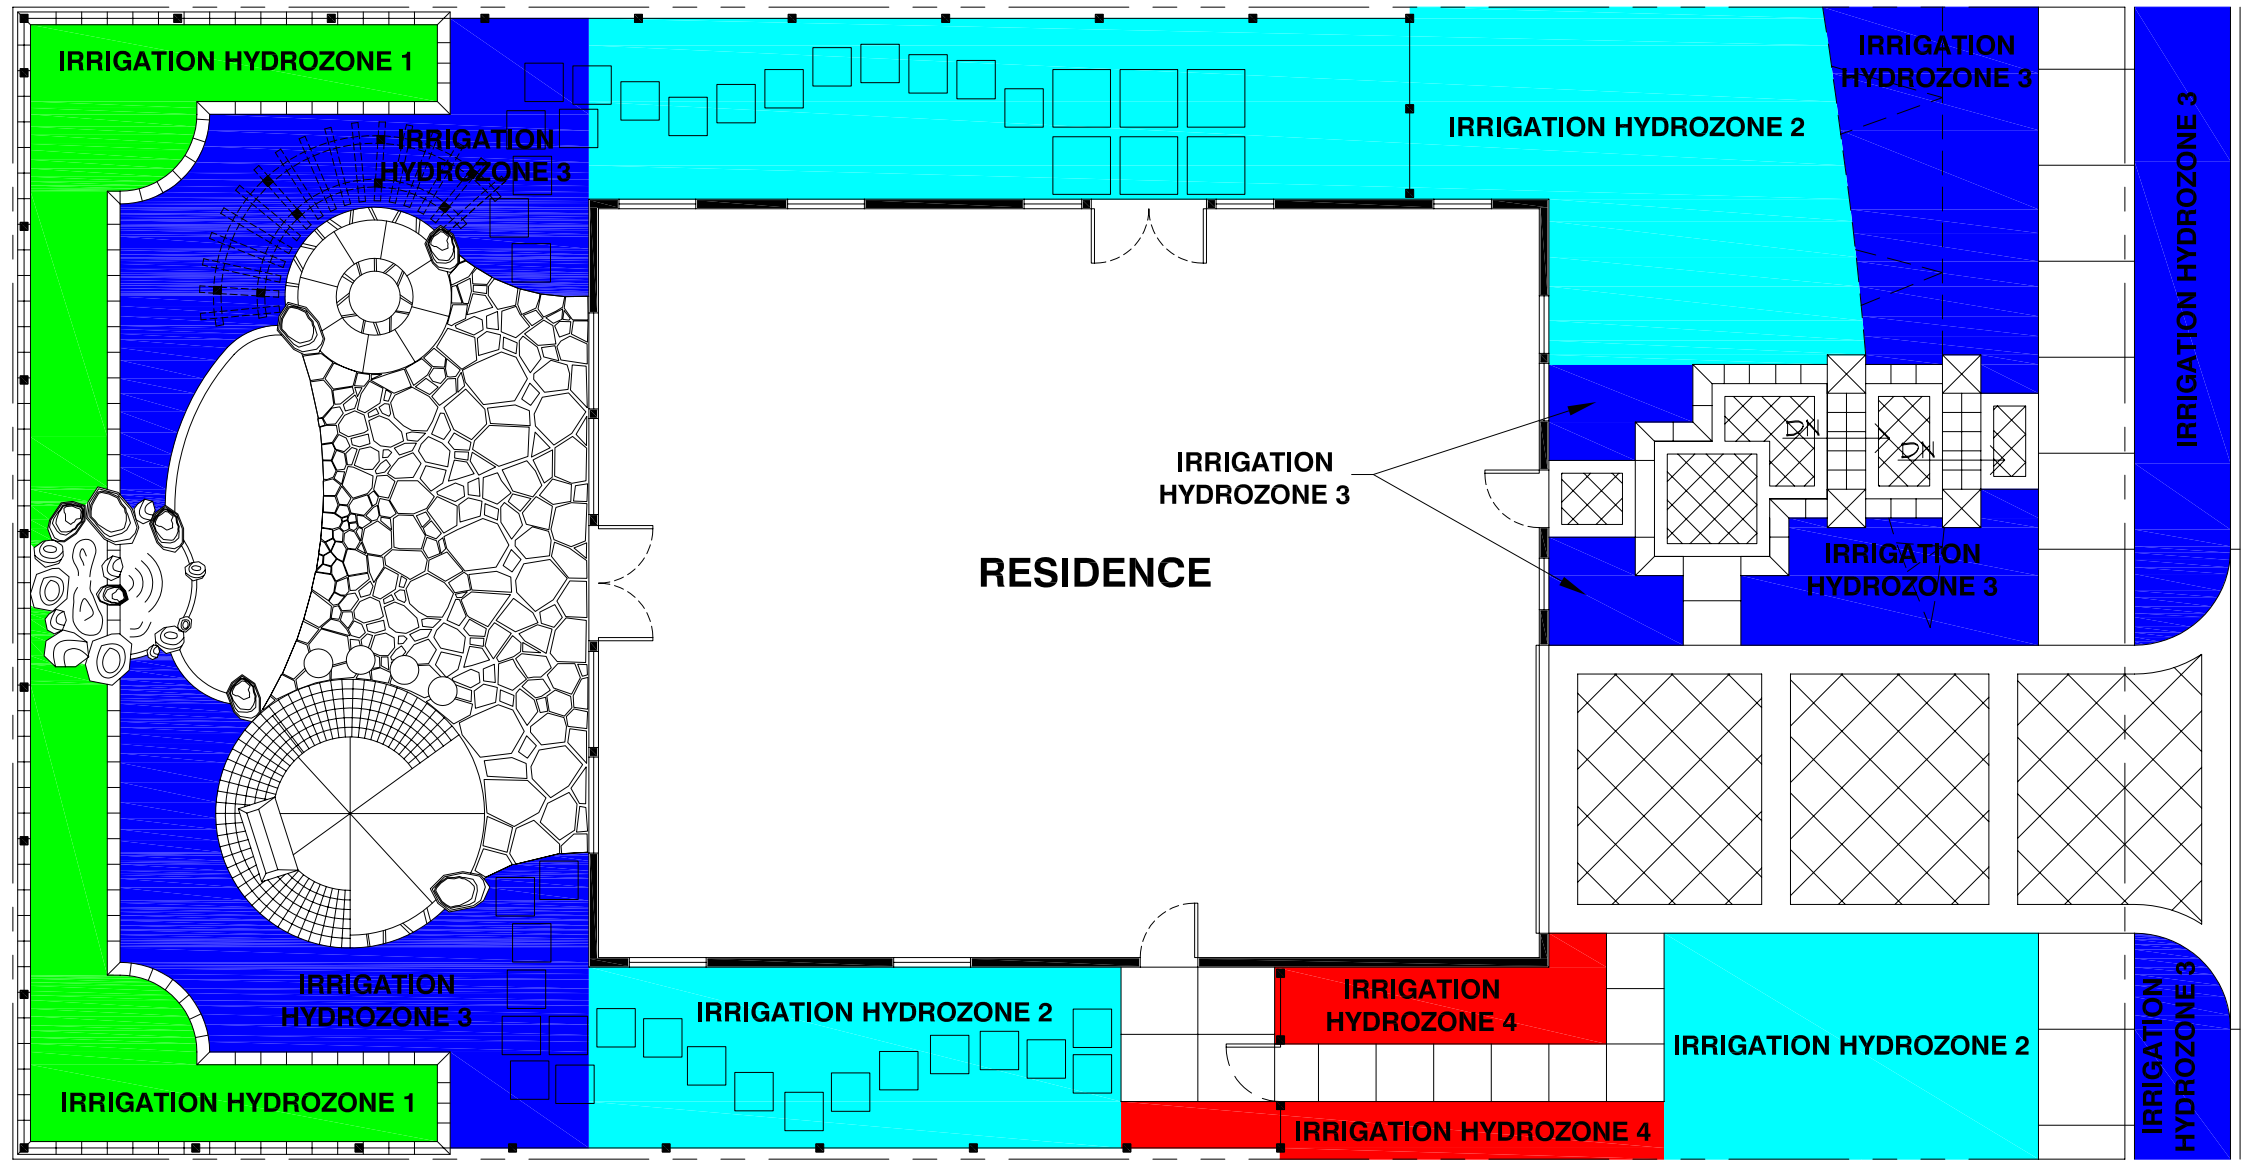 IRRIGATION HYDROZONE 1
IRRIGATION
HYDROZONE 3
IRRIGATION HYDROZONE 2
IRRIGATION
HYDROZONE 3
IRRIGATION HYDROZONE 3
IRRIGATION
HYDROZONE 3
DN
DN
RESIDENCE
IRRIGATION
HYDROZONE 3
IRRIGATION
HYDROZONE 3
IRRIGATION HYDROZONE 2
IRRIGATION
HYDROZONE 4
IRRIGATION HYDROZONE 2
IRRIGATION
HYDROZONE 3
IRRIGATION HYDROZONE 1
IRRIGATION HYDROZONE 4